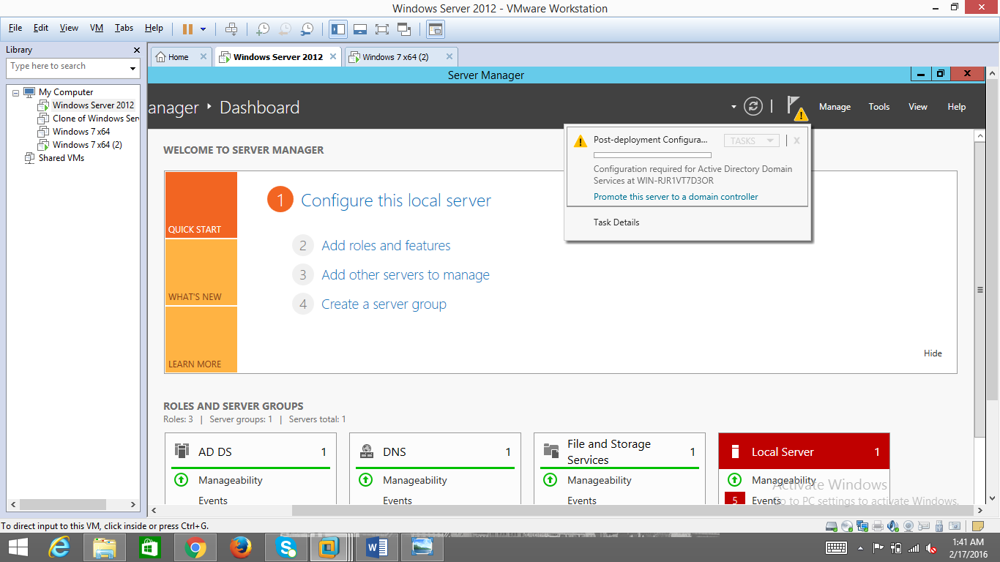 Windows Server 2012 - VMware Workstation
File Edit View VM Tabs Help
Library
Type here to search
My Computer
Windows Server 2012
Clone of Windows Ser
Windows 7 x64
Windows 7 x64 (2)
Shared VMs
Home
Windows Server 2012
Windows 7 x64 (2)
Server Manager
anager Dashboard
Manage Tools View Help
Post-deployment Configura...
TASKS
X
Configuration required for Active Directory Domain
Services at WIN-RJR1VT7D3OR
Promote this server to a domain controller
Task Details
WELCOME TO SERVER MANAGER
QUICK START
WHAT'S NEW
LEARN MORE
1 Configure this local server
2 Add roles and features
3 Add other servers to manage
4 Create a server group
Hide
ROLES AND SERVER GROUPS
Roles: 3 | Server groups: 1 | Servers total: 1
AD DS 1
Manageability
Events
DNS 1
Manageability
Events
File and Storage
Services 1
Manageability
Events
Local Server 1
Manageability
5 Events
Activate Windows
Go to PC settings to activate Windows.
To direct input to this VM, click inside or press Ctrl+G.
1:41 AM
2/17/2016